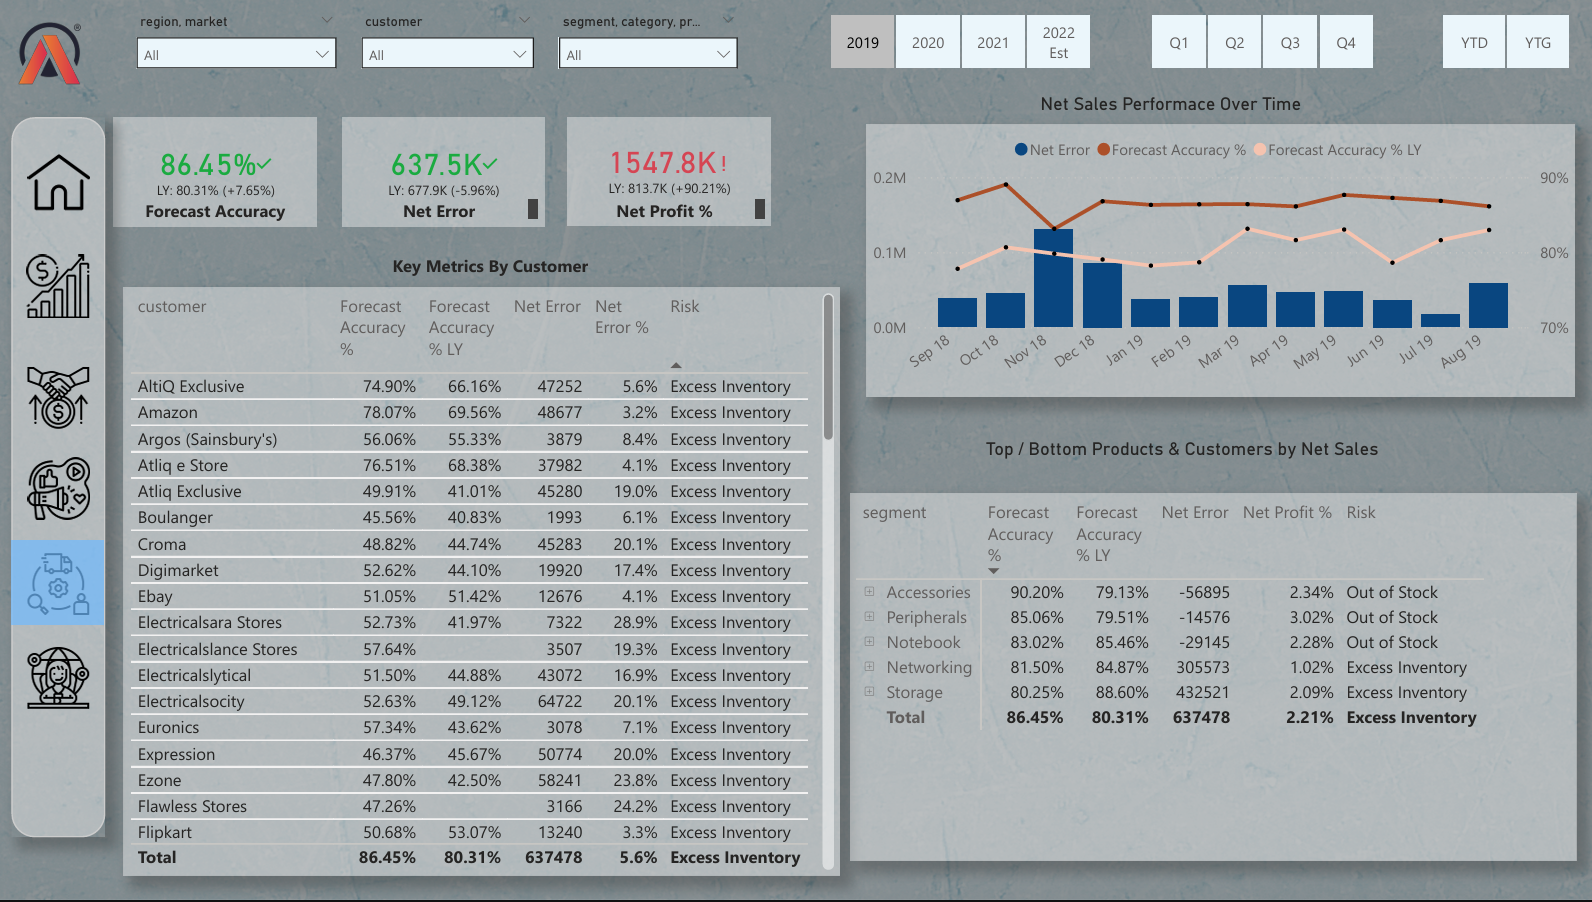 region, market
customer
segment, category, pr...
All
All
All
2019
2020
2021
2022
Est
Q1
Q2
Q3
Q4
YTD
YTG
®
86.45%
LY: 80.31% (+7.65%)
Forecast Accuracy
637.5K
LY: 677.9K (-5.96%)
Net Error
1547.8K!
LY: 813.7K (+90.21%)
Net Profit %
Net Sales Performace Over Time
Net Error Forecast Accuracy % Forecast Accuracy % LY
0.2M
0.1M
0.0M
90%
80%
70%
Sep 18
Oct 18
Nov 18
Dec 18
Jan 19
Feb 19
Mar 19
Apr 19
May 19
Jun 19
Jul 19
Aug 19
Key Metrics By Customer
customer Forecast Accuracy % Forecast Accuracy % LY Net Error Net Error % Risk
AltiQ Exclusive 74.90% 66.16% 47252 5.6% Excess Inventory
Amazon 78.07% 69.56% 48677 3.2% Excess Inventory
Argos (Sainsbury's) 56.06% 55.33% 3879 8.4% Excess Inventory
Atliq e Store 76.51% 68.38% 37982 4.1% Excess Inventory
Atliq Exclusive 49.91% 41.01% 45280 19.0% Excess Inventory
Boulanger 45.56% 40.83% 1993 6.1% Excess Inventory
Croma 48.82% 44.74% 45283 20.1% Excess Inventory
Digimarket 52.62% 44.10% 19920 17.4% Excess Inventory
Ebay 51.05% 51.42% 12676 4.1% Excess Inventory
Electricalsara Stores 52.73% 41.97% 7322 28.9% Excess Inventory
Electricalslance Stores 57.64% 3507 19.3% Excess Inventory
Electricalslytical 51.50% 44.88% 43072 16.9% Excess Inventory
Electricalsocity 52.63% 49.12% 64722 20.1% Excess Inventory
Euronics 57.34% 43.62% 3078 7.1% Excess Inventory
Expression 46.37% 45.67% 50774 20.0% Excess Inventory
Ezone 47.80% 42.50% 58241 23.8% Excess Inventory
Flawless Stores 47.26% 3166 24.2% Excess Inventory
Flipkart 50.68% 53.07% 13240 3.3% Excess Inventory
Total 86.45% 80.31% 637478 5.6% Excess Inventory
Top / Bottom Products & Customers by Net Sales
segment Forecast Accuracy % Forecast Accuracy % LY Net Error Net Profit % Risk
Accessories 90.20% 79.13% -56895 2.34% Out of Stock
Peripherals 85.06% 79.51% -14576 3.02% Out of Stock
Notebook 83.02% 85.46% -29145 2.28% Out of Stock
Networking 81.50% 84.87% 305573 1.02% Excess Inventory
Storage 80.25% 88.60% 432521 2.09% Excess Inventory
Total 86.45% 80.31% 637478 2.21% Excess Inventory